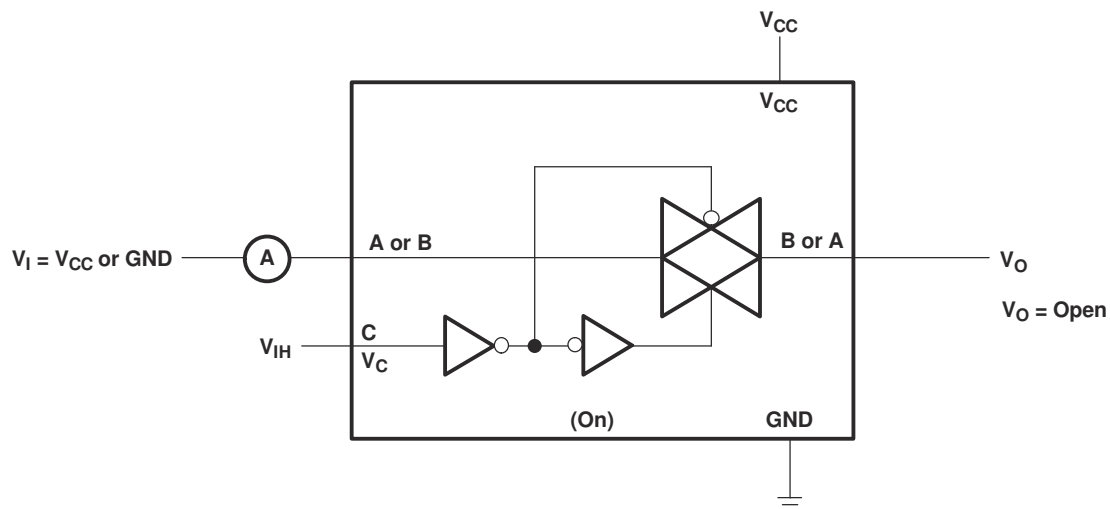 VCC
VCC
A or B
B or A
VI = VCC or GND
A
VO
VO = Open
C
VIH
VC
(On)
GND